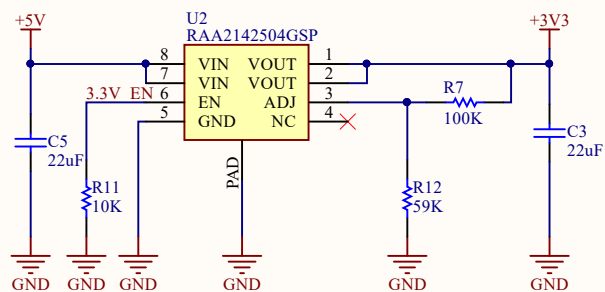 +5V
U2
RAA2142504GSP
+3V3
8 VIN VOUT 1
7 VIN VOUT 2
3.3V_EN 6 EN ADJ 3
5 GND NC 4
R7
100K
C5
22uF
C3
22uF
PAD
R11
10K
R12
59K
GND GND GND GND GND GND